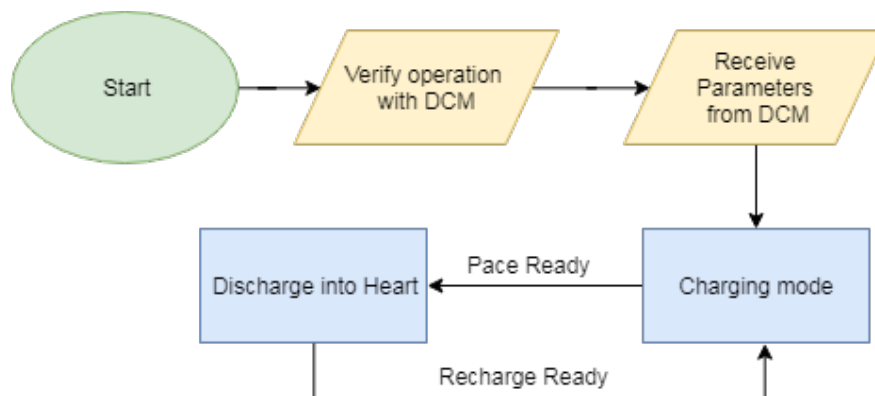 Start
Verify operation
with DCM
Receive
Parameters
from DCM
Discharge into Heart
Pace Ready
Charging mode
Recharge Ready